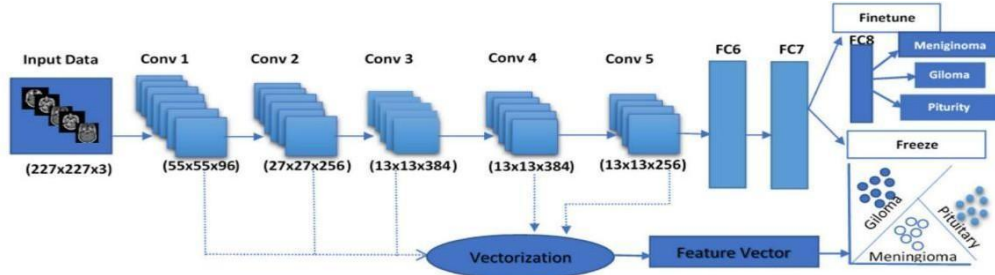 Finetune
Input Data
Conv 1
Conv 2
Conv 3
Conv 4
Conv 5
FC6
FC7
FC8
Meniginoma
Giloma
Piturity
Freeze
(227x227x3)
(55x55x96)
(27x27x256)
(13x13x384)
(13x13x384)
(13x13x256)
Vectorization
Feature Vector
Giloma
Pituitary
Meningioma